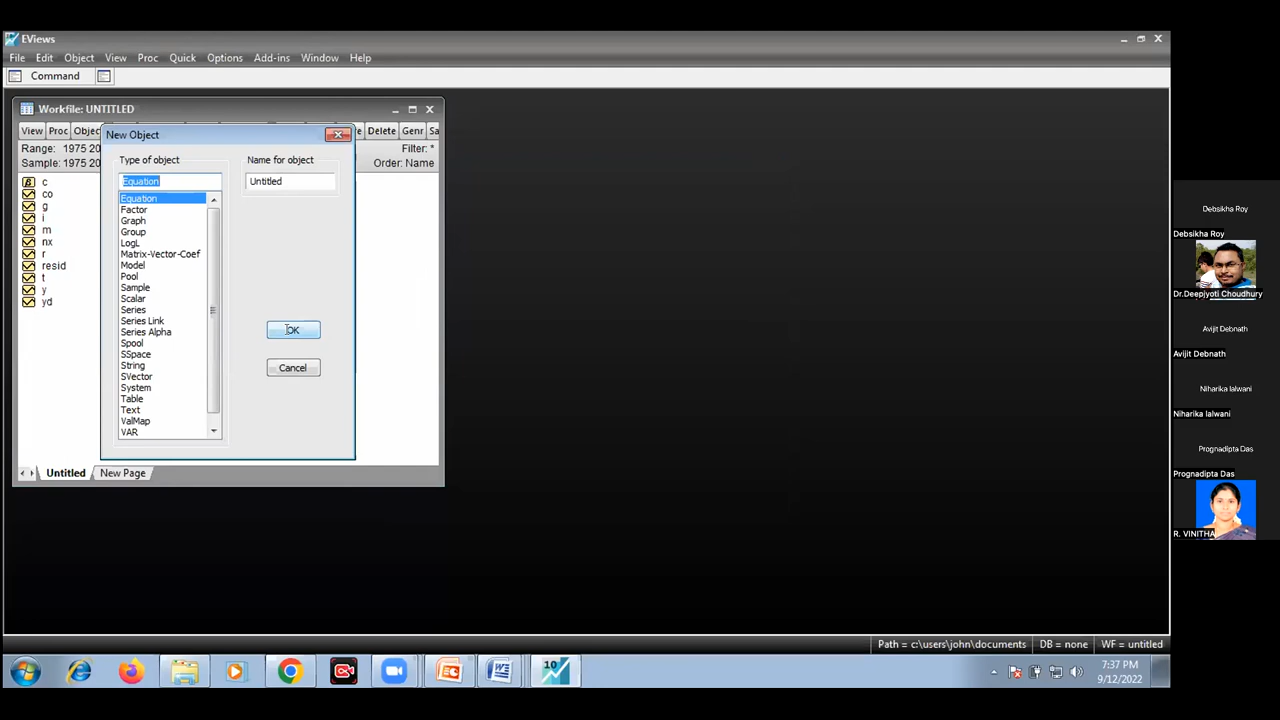 EViews
File Edit Object View Proc Quick Options Add-ins Window Help
Command
Workfile: UNTITLED
View Proc Objec
Delete Genr Sa
New Object
Range: 1975 20
Filter: *
Sample: 1975 20
Order: Name
Type of object
Name for object
Equation
Untitled
Equation
Factor
Graph
Group
LogL
Matrix-Vector-Coef
Model
Pool
Sample
Scalar
Series
Series Link
Series Alpha
Spool
SSpace
String
SVector
System
Table
Text
ValMap
VAR
OK
Cancel
c
co
g
i
m
nx
r
resid
t
y
yd
Untitled New Page
Path = c:\users\john\documents DB = none WF = untitled
10
7:37 PM
9/12/2022
Debsikha Roy
Debsikha Roy
Dr.Deepjyoti Choudhury
Avijit Debnath
Avijit Debnath
Niharika lalwani
Niharika lalwani
Prognadipta Das
Prognadipta Das
R. VINITHA